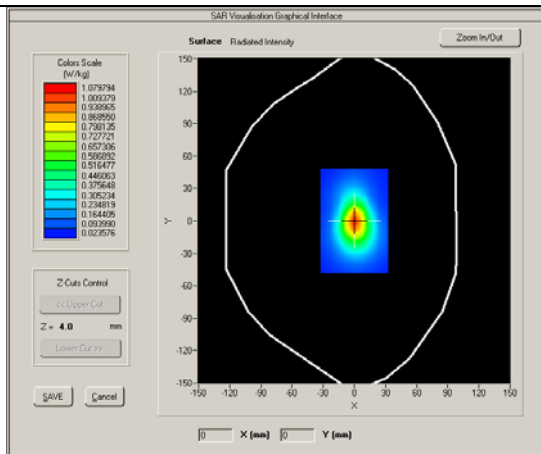 SAR Visualisation Graphical Interface
Surface Radiated Intensity
Zoom In/Out
Colors Scale
(W/kg)
1.079794
1.009379
0.938965
0.868550
0.798135
0.727721
0.657306
0.586892
0.516477
0.446063
0.375648
0.305234
0.234819
0.164405
0.093990
0.023576
Z Cuts Control
<< Upper Cut
Z = 4.0 mm
Lower Cut >>
SAVE
Cancel
150
120
90
60
30
0
-30
-60
-90
-120
-150
Y
-150 -120 -90 -60 -30 0 30 60 90 120 150
X
0 X (mm) 0 Y (mm)